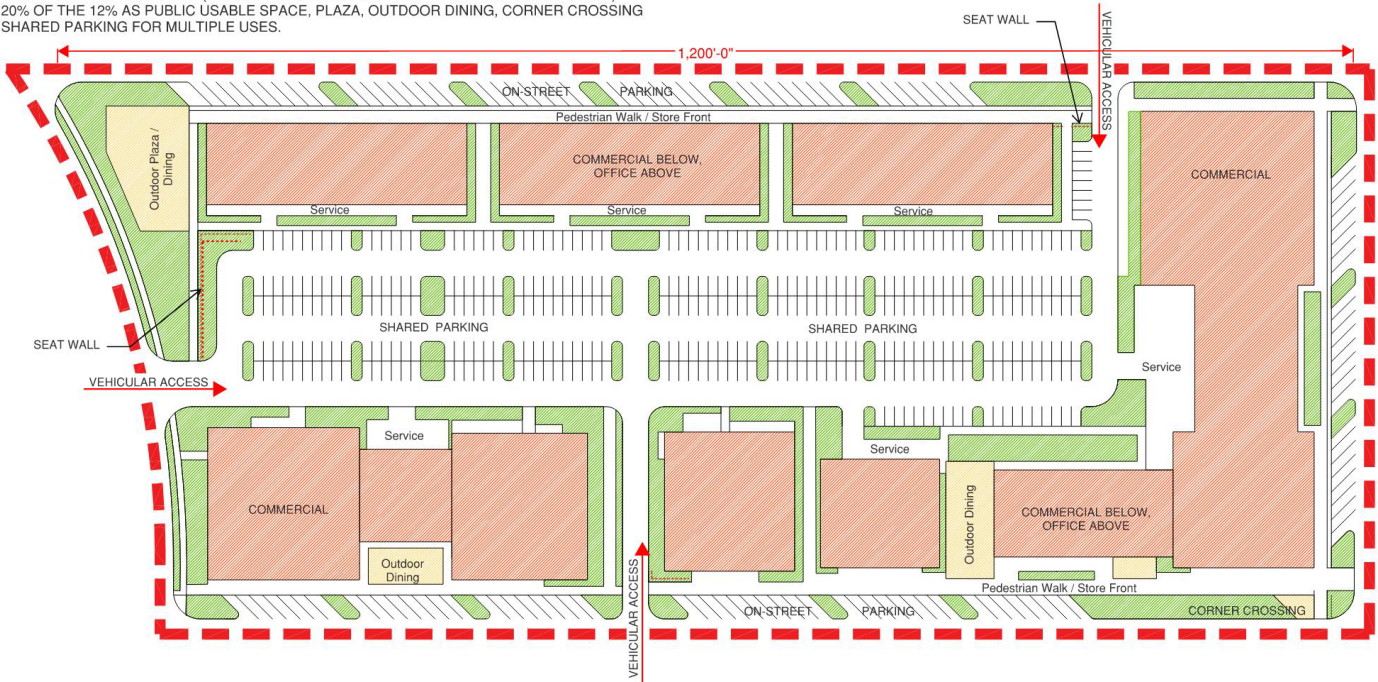 20% OF THE 12% AS PUBLIC USABLE SPACE, PLAZA, OUTDOOR DINING, CORNER CROSSING
SHARED PARKING FOR MULTIPLE USES.
SEAT WALL
VEHICULAR ACCESS
1,200'-0"
ON-STREET PARKING
Pedestrian Walk / Store Front
Outdoor Plaza /
Dining
COMMERCIAL BELOW,
OFFICE ABOVE
COMMERCIAL
Service
Service
Service
SHARED PARKING
SHARED PARKING
SEAT WALL
Service
VEHICULAR ACCESS
Service
Service
COMMERCIAL
Outdoor Dining
COMMERCIAL BELOW,
OFFICE ABOVE
Outdoor
Dining
Pedestrian Walk / Store Front
VEHICULAR ACCESS
ON-STREET PARKING
CORNER CROSSING